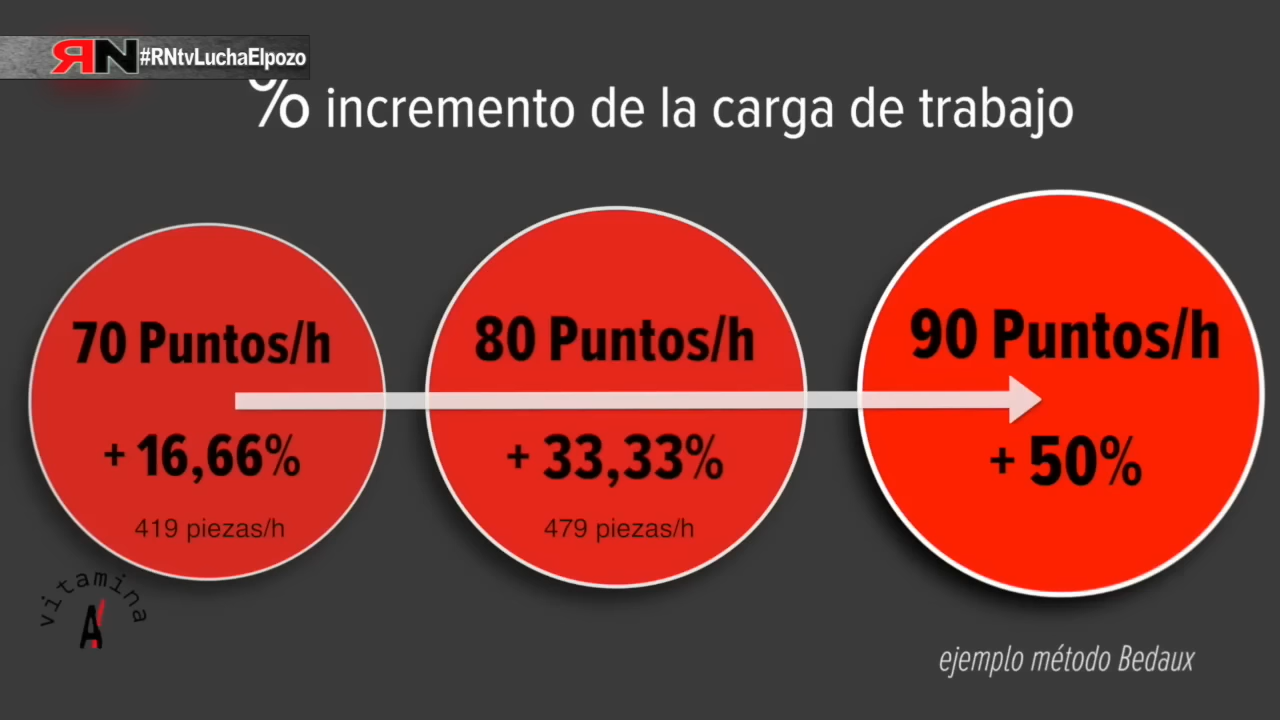 ЯN #RNtvLuchaElpozo
% incremento de la carga de trabajo
70 Puntos/h
+ 16,66%
419 piezas/h
80 Puntos/h
+ 33,33%
479 piezas/h
90 Puntos/h
+ 50%
vitamina
A
ejemplo método Bedaux